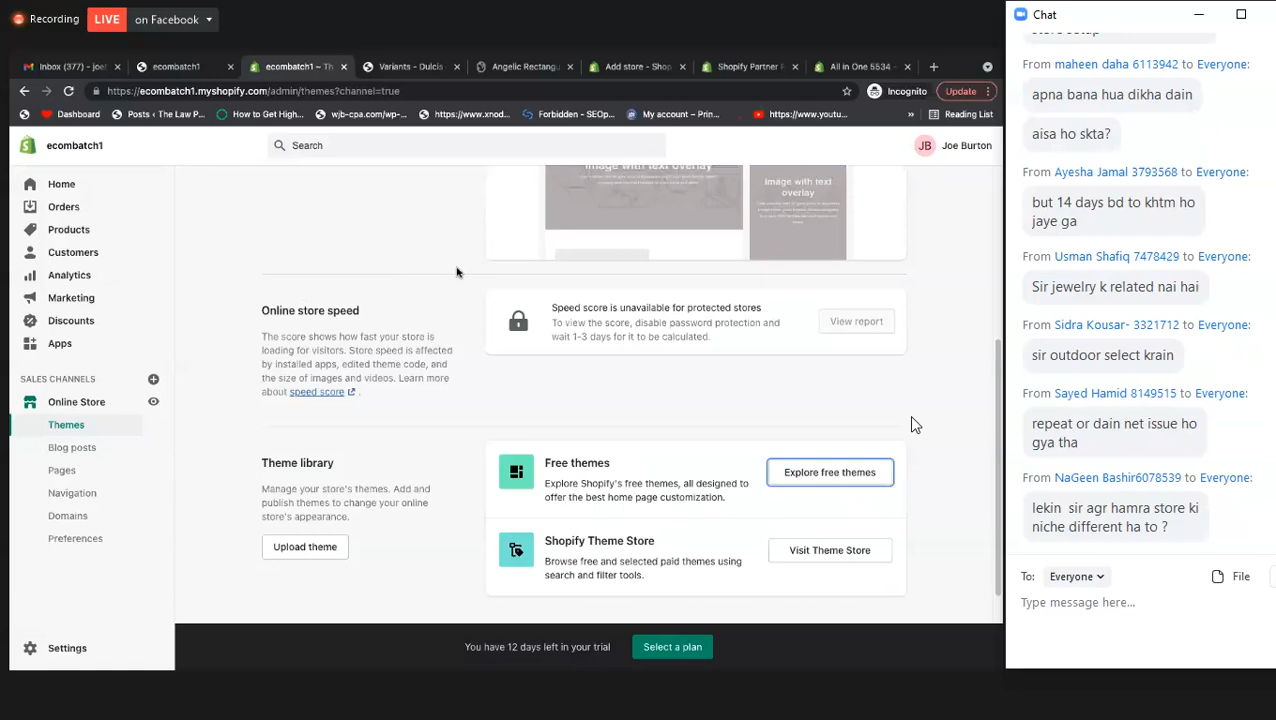 Recording
LIVE
on Facebook
Inbox (377) - joet
ecombatch1
ecombatch1 ~ Th
Variants - Dulcis
Angelic Rectangu
Add store - Shop
Shopify Partner F
All in One 5534 -
https://ecombatch1.myshopify.com/admin/themes?channel=true
Incognito
Update
Dashboard
Posts ‹ The Law P...
How to Get High...
wjb-cpa.com/wp-...
https://www.xnod...
Forbidden - SEOp...
My account – Prin...
https://www.youtu...
Reading List
ecombatch1
Search
JB
Joe Burton
Home
Orders
Products
Customers
Analytics
Marketing
Discounts
Apps
SALES CHANNELS
Online Store
Themes
Blog posts
Pages
Navigation
Domains
Preferences
Settings
Image with text overlay
Image with text
overlay
Online store speed
The score shows how fast your store is
loading for visitors. Store speed is affected
by installed apps, edited theme code, and
the size of images and videos. Learn more
about speed score .
Speed score is unavailable for protected stores
To view the score, disable password protection and
wait 1-3 days for it to be calculated.
View report
Theme library
Manage your store's themes. Add and
publish themes to change your online
store's appearance.
Upload theme
Free themes
Explore Shopify's free themes, all designed to
offer the best home page customization.
Explore free themes
Shopify Theme Store
Browse free and selected paid themes using
search and filter tools.
Visit Theme Store
You have 12 days left in your trial
Select a plan
Chat
store setup
From maheen daha 6113942 to Everyone:
apna bana hua dikha dain
aisa ho skta?
From Ayesha Jamal 3793568 to Everyone:
but 14 days bd to khtm ho
jaye ga
From Usman Shafiq 7478429 to Everyone:
Sir jewelry k related nai hai
From Sidra Kousar- 3321712 to Everyone:
sir outdoor select krain
From Sayed Hamid 8149515 to Everyone:
repeat or dain net issue ho
gya tha
From NaGeen Bashir6078539 to Everyone:
lekin sir agr hamra store ki
niche different ha to ?
To: Everyone
File
Type message here...